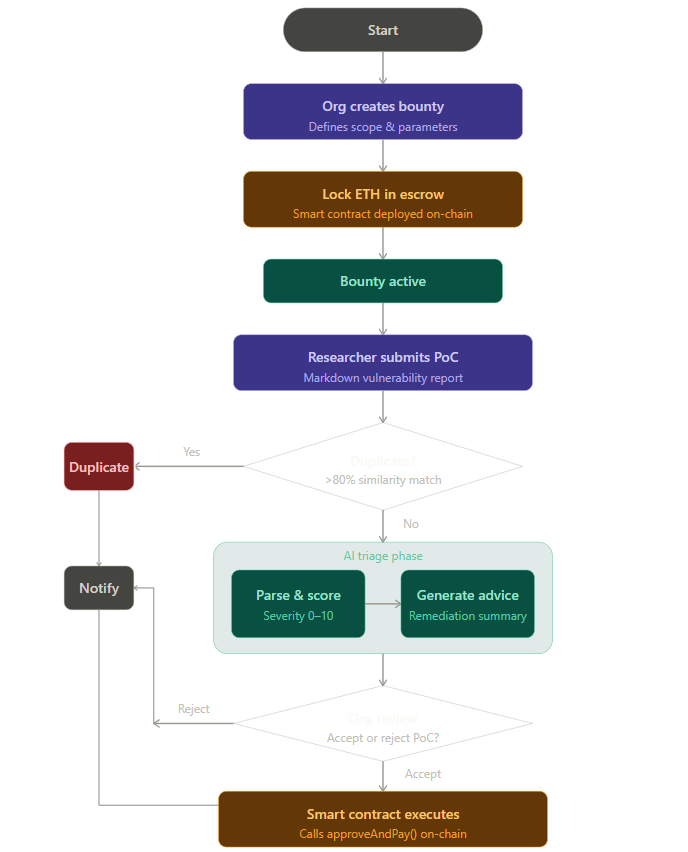 Start
Org creates bounty
Defines scope & parameters
Lock ETH in escrow
Smart contract deployed on-chain
Bounty active
Researcher submits PoC
Markdown vulnerability report
Yes
Duplicate?
Duplicate
>80% similarity match
No
AI triage phase
Parse & score
Severity 0–10
Generate advice
Remediation summary
Notify
Reject
Org review
Accept or reject PoC?
Accept
Smart contract executes
Calls approveAndPay() on-chain